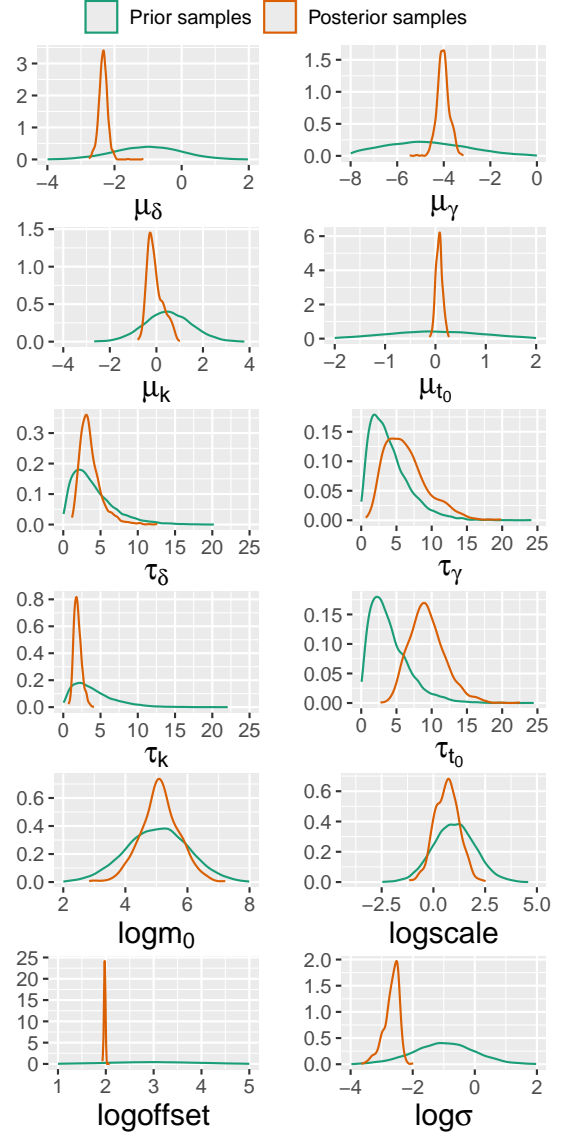 Prior samples Posterior samples
3
2
1
0
−4 −2 0 2
μδ
1.5
1.0
0.5
0.0
−8 −6 −4 −2 0
μγ
1.5
1.0
0.5
0.0
−4 −2 0 2 4
μk
6
4
2
0
−2 −1 0 1 2
μt0
0.3
0.2
0.1
0.0
0 5 10 15 20 25
τδ
0.15
0.10
0.05
0.00
0 5 10 15 20 25
τγ
0.8
0.6
0.4
0.2
0.0
0 5 10 15 20 25
τk
0.15
0.10
0.05
0.00
0 5 10 15 20 25
τt0
0.6
0.4
0.2
0.0
2 4 6 8
logm0
0.6
0.4
0.2
0.0
−2.5 0.0 2.5 5.0
logscale
25
20
15
10
5
0
1 2 3 4 5
logoffset
2.0
1.5
1.0
0.5
0.0
−4 −2 0 2
logσ